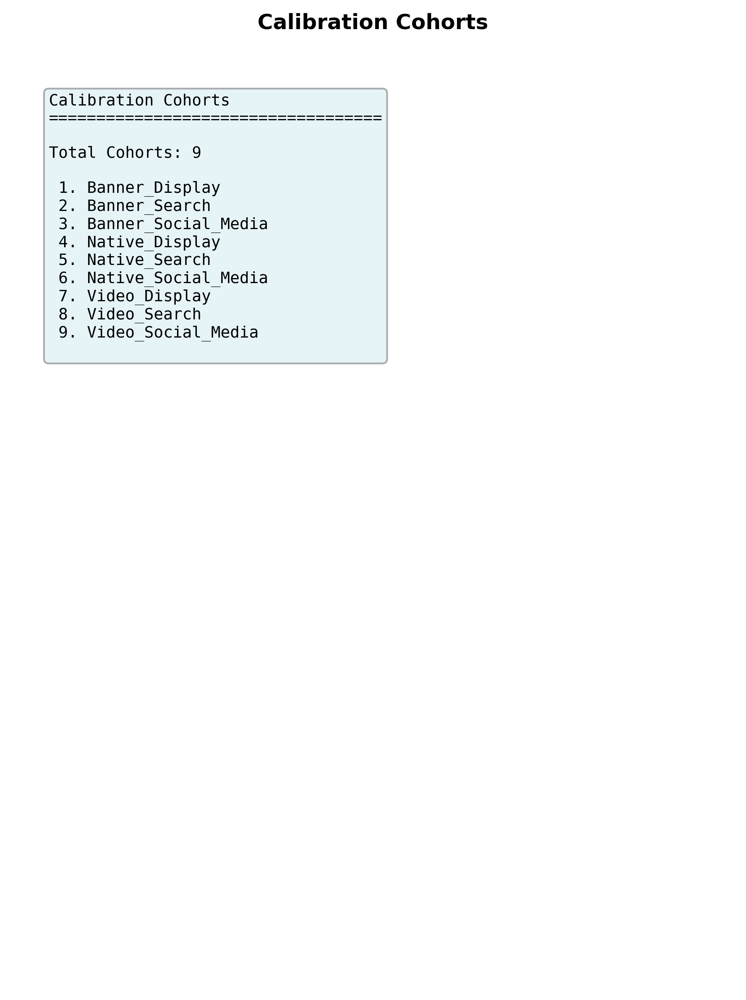 Calibration Cohorts
Calibration Cohorts
===================================
Total Cohorts: 9
1. Banner_Display
2. Banner_Search
3. Banner_Social_Media
4. Native_Display
5. Native_Search
6. Native_Social_Media
7. Video_Display
8. Video_Search
9. Video_Social_Media